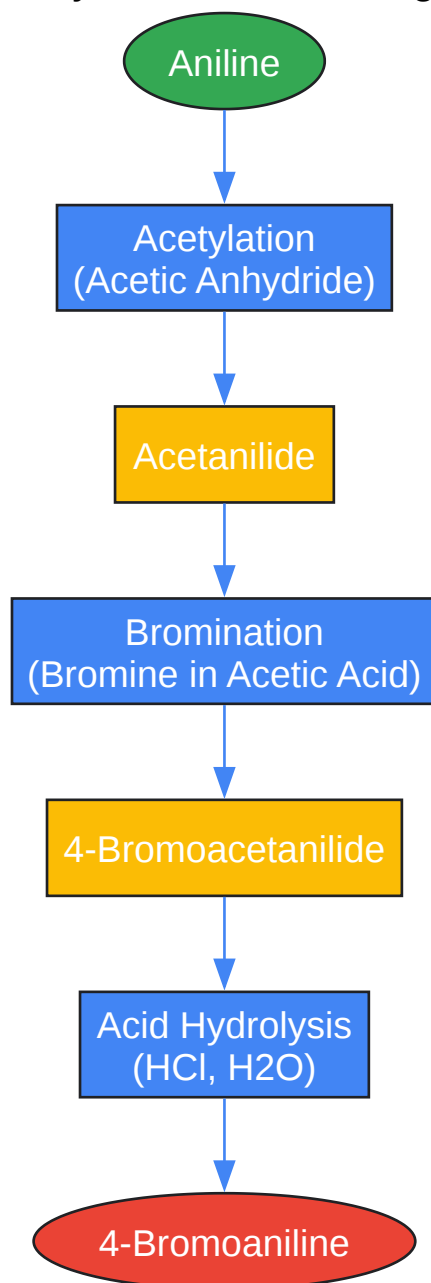 Aniline
Acetylation
(Acetic Anhydride)
Acetanilide
Bromination
(Bromine in Acetic Acid)
4-Bromoacetanilide
Acid Hydrolysis
(HCl, H2O)
4-Bromoaniline